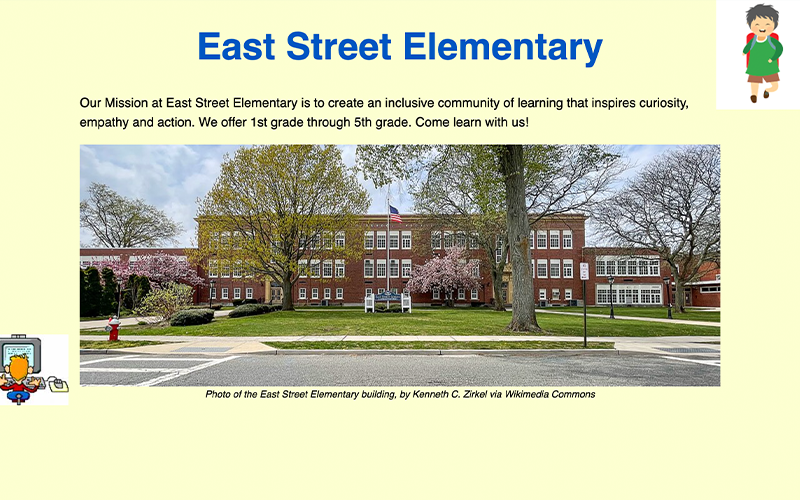 East Street Elementary
Our Mission at East Street Elementary is to create an inclusive community of learning that inspires curiosity,
empathy and action. We offer 1st grade through 5th grade. Come learn with us!
Photo of the East Street Elementary building, by Kenneth C. Zirkel via Wikimedia Commons